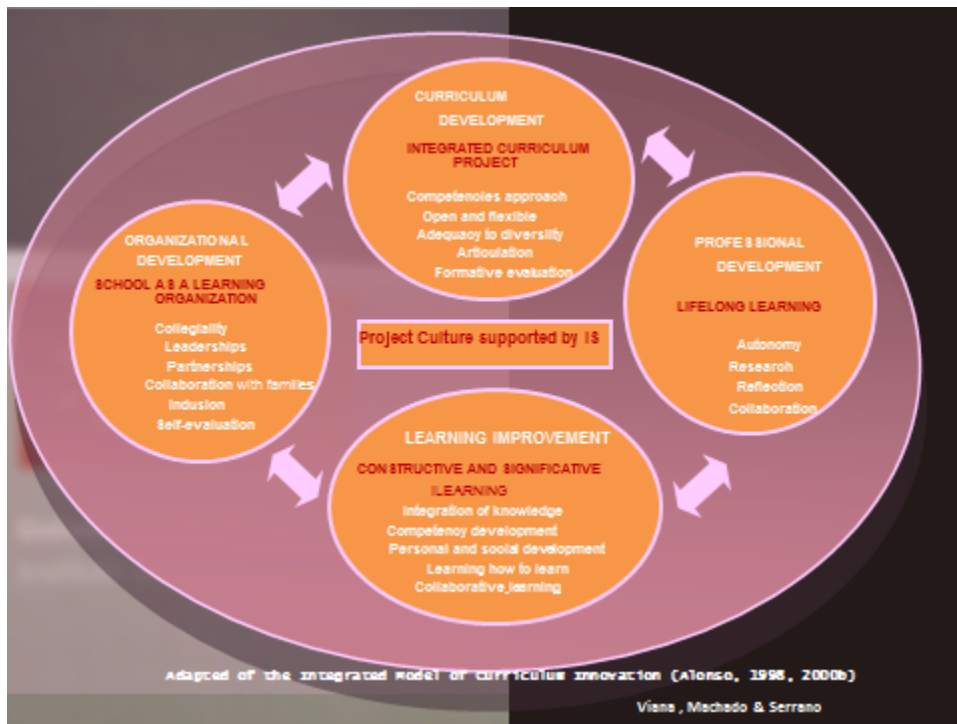 CURRICULUM
DEVELOPMENT
INTEGRATED CURRICULUM
PROJECT
Competencies approach
Open and flexible
Adequacy to diversity
Articulation
Formative evaluation
ORGANIZATIONAL
DEVELOPMENT
SCHOOL AS A LEARNING
ORGANIZATION
Collegiality
Leaderships
Partnerships
Collaboration with families
Inclusion
Self-evaluation
PROFESSIONAL
DEVELOPMENT
LIFELONG LEARNING
Autonomy
Research
Reflection
Collaboration
Project Culture supported by IS
LEARNING IMPROVEMENT
CONSTRUCTIVE AND SIGNIFICATIVE
lLEARNING
Integration of knowledge
Competency development
Personal and social development
Learning how to learn
Collaborative learning
Adapted of the Integrated Model of Curriculum Innovation (Alonso, 1998, 2000b)
Viana , Machado & Serrano